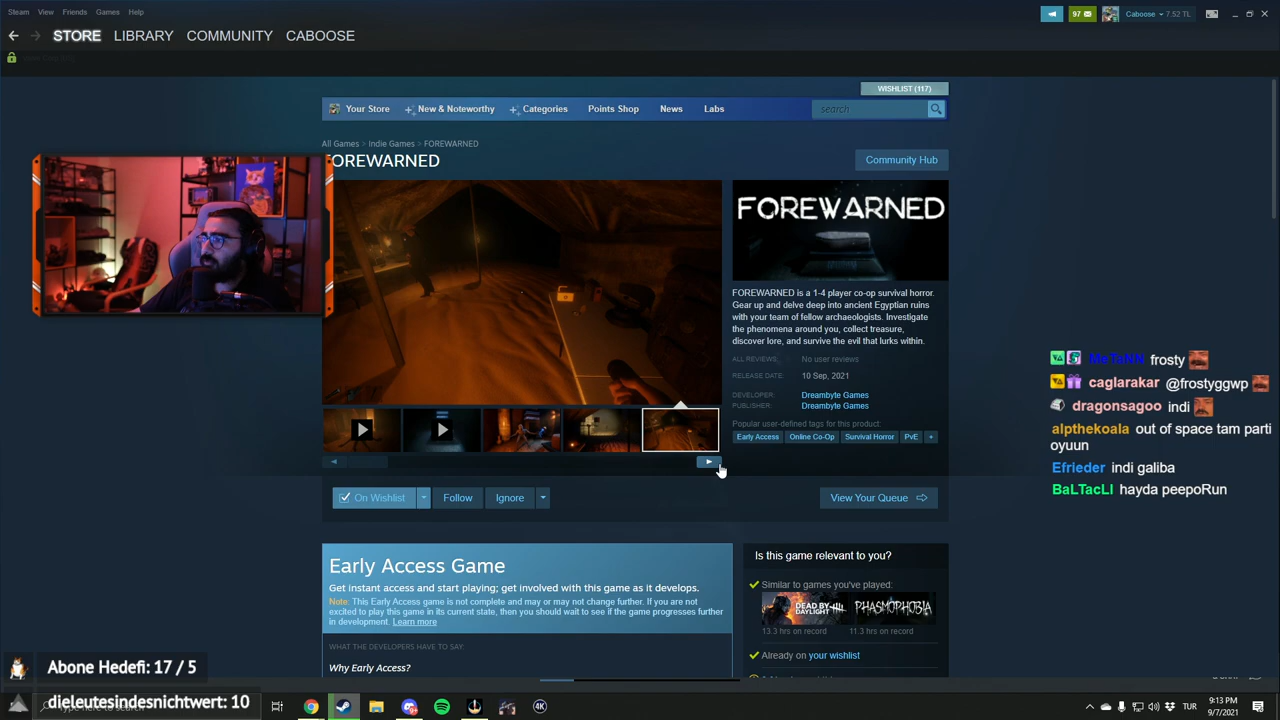 Steam View Friends Games Help
97
Caboose 7.52 TL
STORE LIBRARY COMMUNITY CABOOSE
WISHLIST (117)
Your Store New & Noteworthy Categories Points Shop News Labs search
All Games > Indie Games > FOREWARNED
OREWARNED
Community Hub
FOREWARNED
FOREWARNED is a 1-4 player co-op survival horror.
Gear up and delve deep into ancient Egyptian ruins
with your team of fellow archaeologists. Investigate
the phenomena around you, collect treasure,
discover lore, and survive the evil that lurks within.
ALL REVIEWS: No user reviews
RELEASE DATE: 10 Sep, 2021
DEVELOPER: Dreambyte Games
PUBLISHER: Dreambyte Games
Popular user-defined tags for this product:
Early Access Online Co-Op Survival Horror PvE +
On Wishlist Follow Ignore View Your Queue
Early Access Game
Get instant access and start playing; get involved with this game as it develops.
Note: This Early Access game is not complete and may or may not change further. If you are not
excited to play this game in its current state, then you should wait to see if the game progresses further
in development. Learn more
WHAT THE DEVELOPERS HAVE TO SAY:
Why Early Access?
Is this game relevant to you?
Similar to games you've played:
DEAD BY DAYLIGHT PHASMOPHOBIA
13.3 hrs on record 11.3 hrs on record
Already on your wishlist
MeTaNN frosty
caglarakar @frostyggwp
dragonsagoo indi
alpthekoala out of space tam parti
oyuun
Efrieder indi galiba
BaLTacLI hayda peepoRun
Abone Hedefi: 17 / 5
dieleutesindesnichtwert: 10
TUR
9:13 PM
9/7/2021